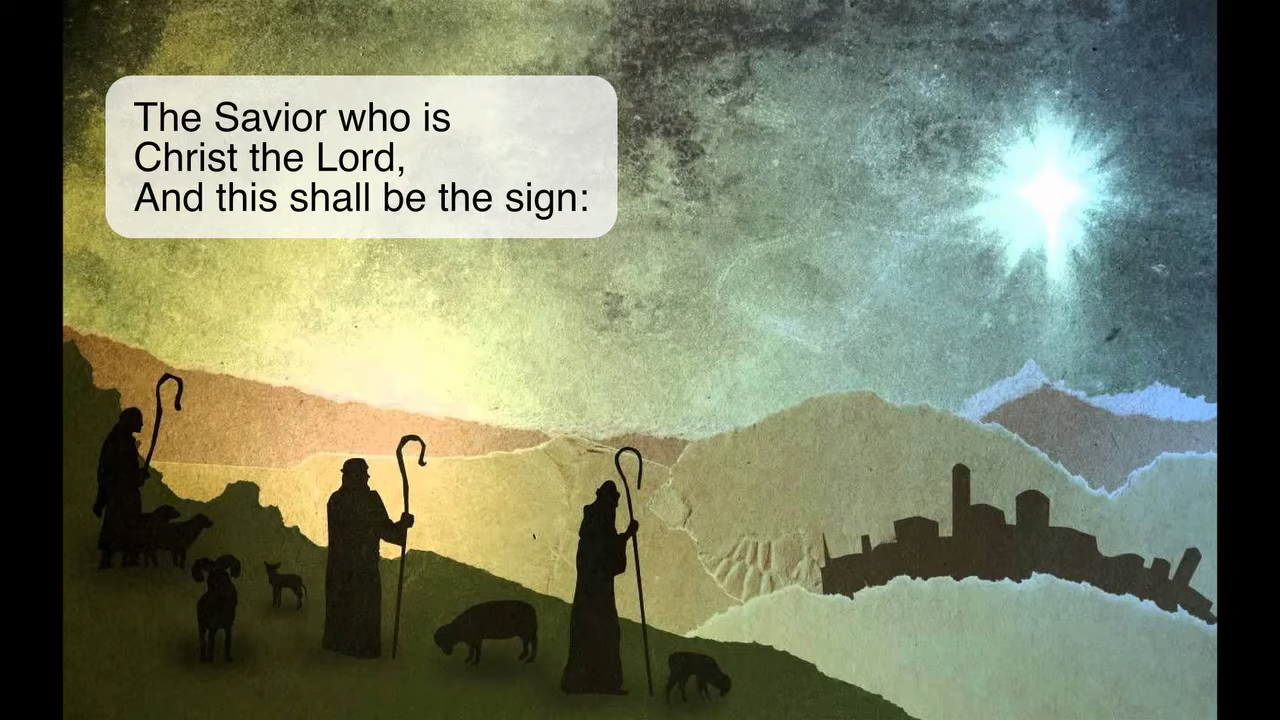 The Savior who is
Christ the Lord,
And this shall be the sign: